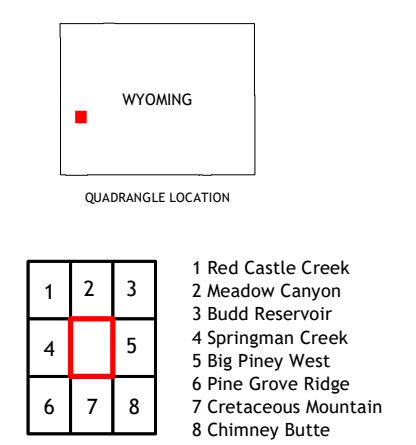 WYOMING
QUADRANGLE LOCATION
1 2 3
4 5
6 7 8
1 Red Castle Creek
2 Meadow Canyon
3 Budd Reservoir
4 Springman Creek
5 Big Piney West
6 Pine Grove Ridge
7 Cretaceous Mountain
8 Chimney Butte